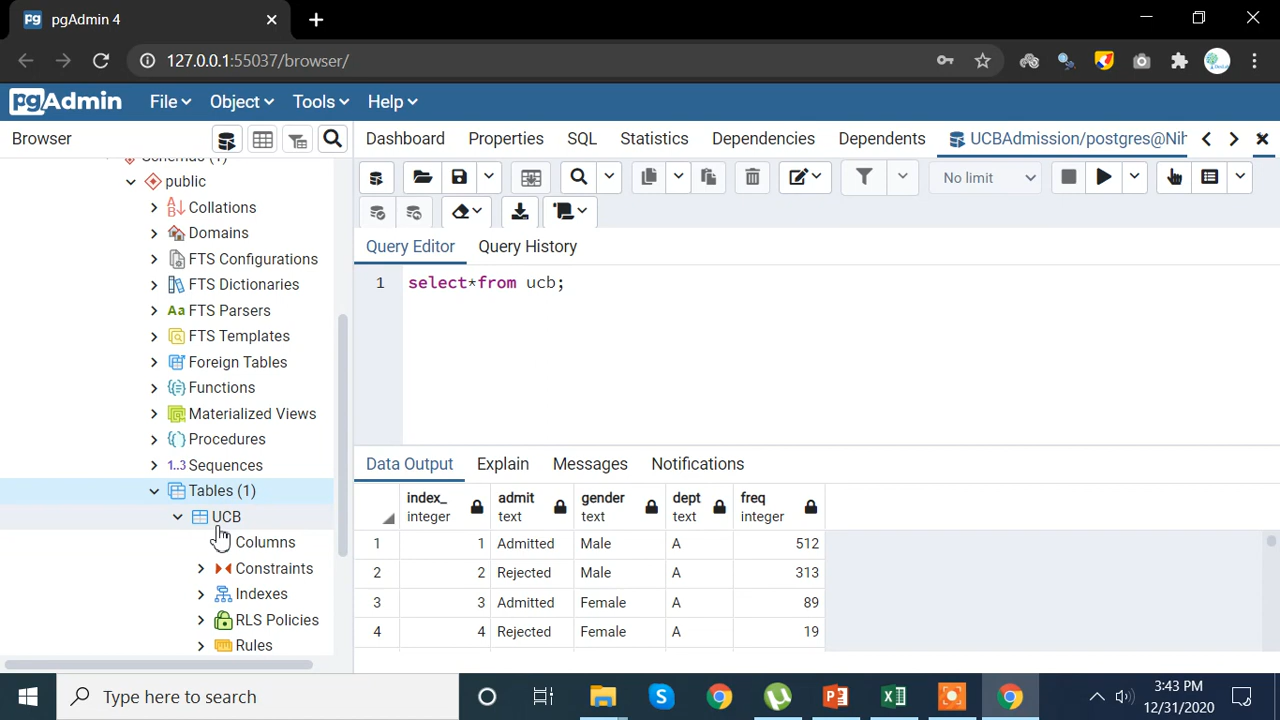 pgAdmin 4
127.0.0.1:55037/browser/
pgAdmin File Object Tools Help
Browser
Dashboard Properties SQL Statistics Dependencies Dependents UCBAdmission/postgres@Nih
public
Collations
Domains
FTS Configurations
FTS Dictionaries
FTS Parsers
FTS Templates
Foreign Tables
Functions
Materialized Views
Procedures
1..3 Sequences
Tables (1)
UCB
Columns
Constraints
Indexes
RLS Policies
Rules
No limit
Query Editor Query History
1 select*from ucb;
Data Output Explain Messages Notifications
index_ admit gender dept freq
integer text text text integer
1 1 Admitted Male A 512
2 2 Rejected Male A 313
3 3 Admitted Female A 89
4 4 Rejected Female A 19
Type here to search
3:43 PM
12/31/2020